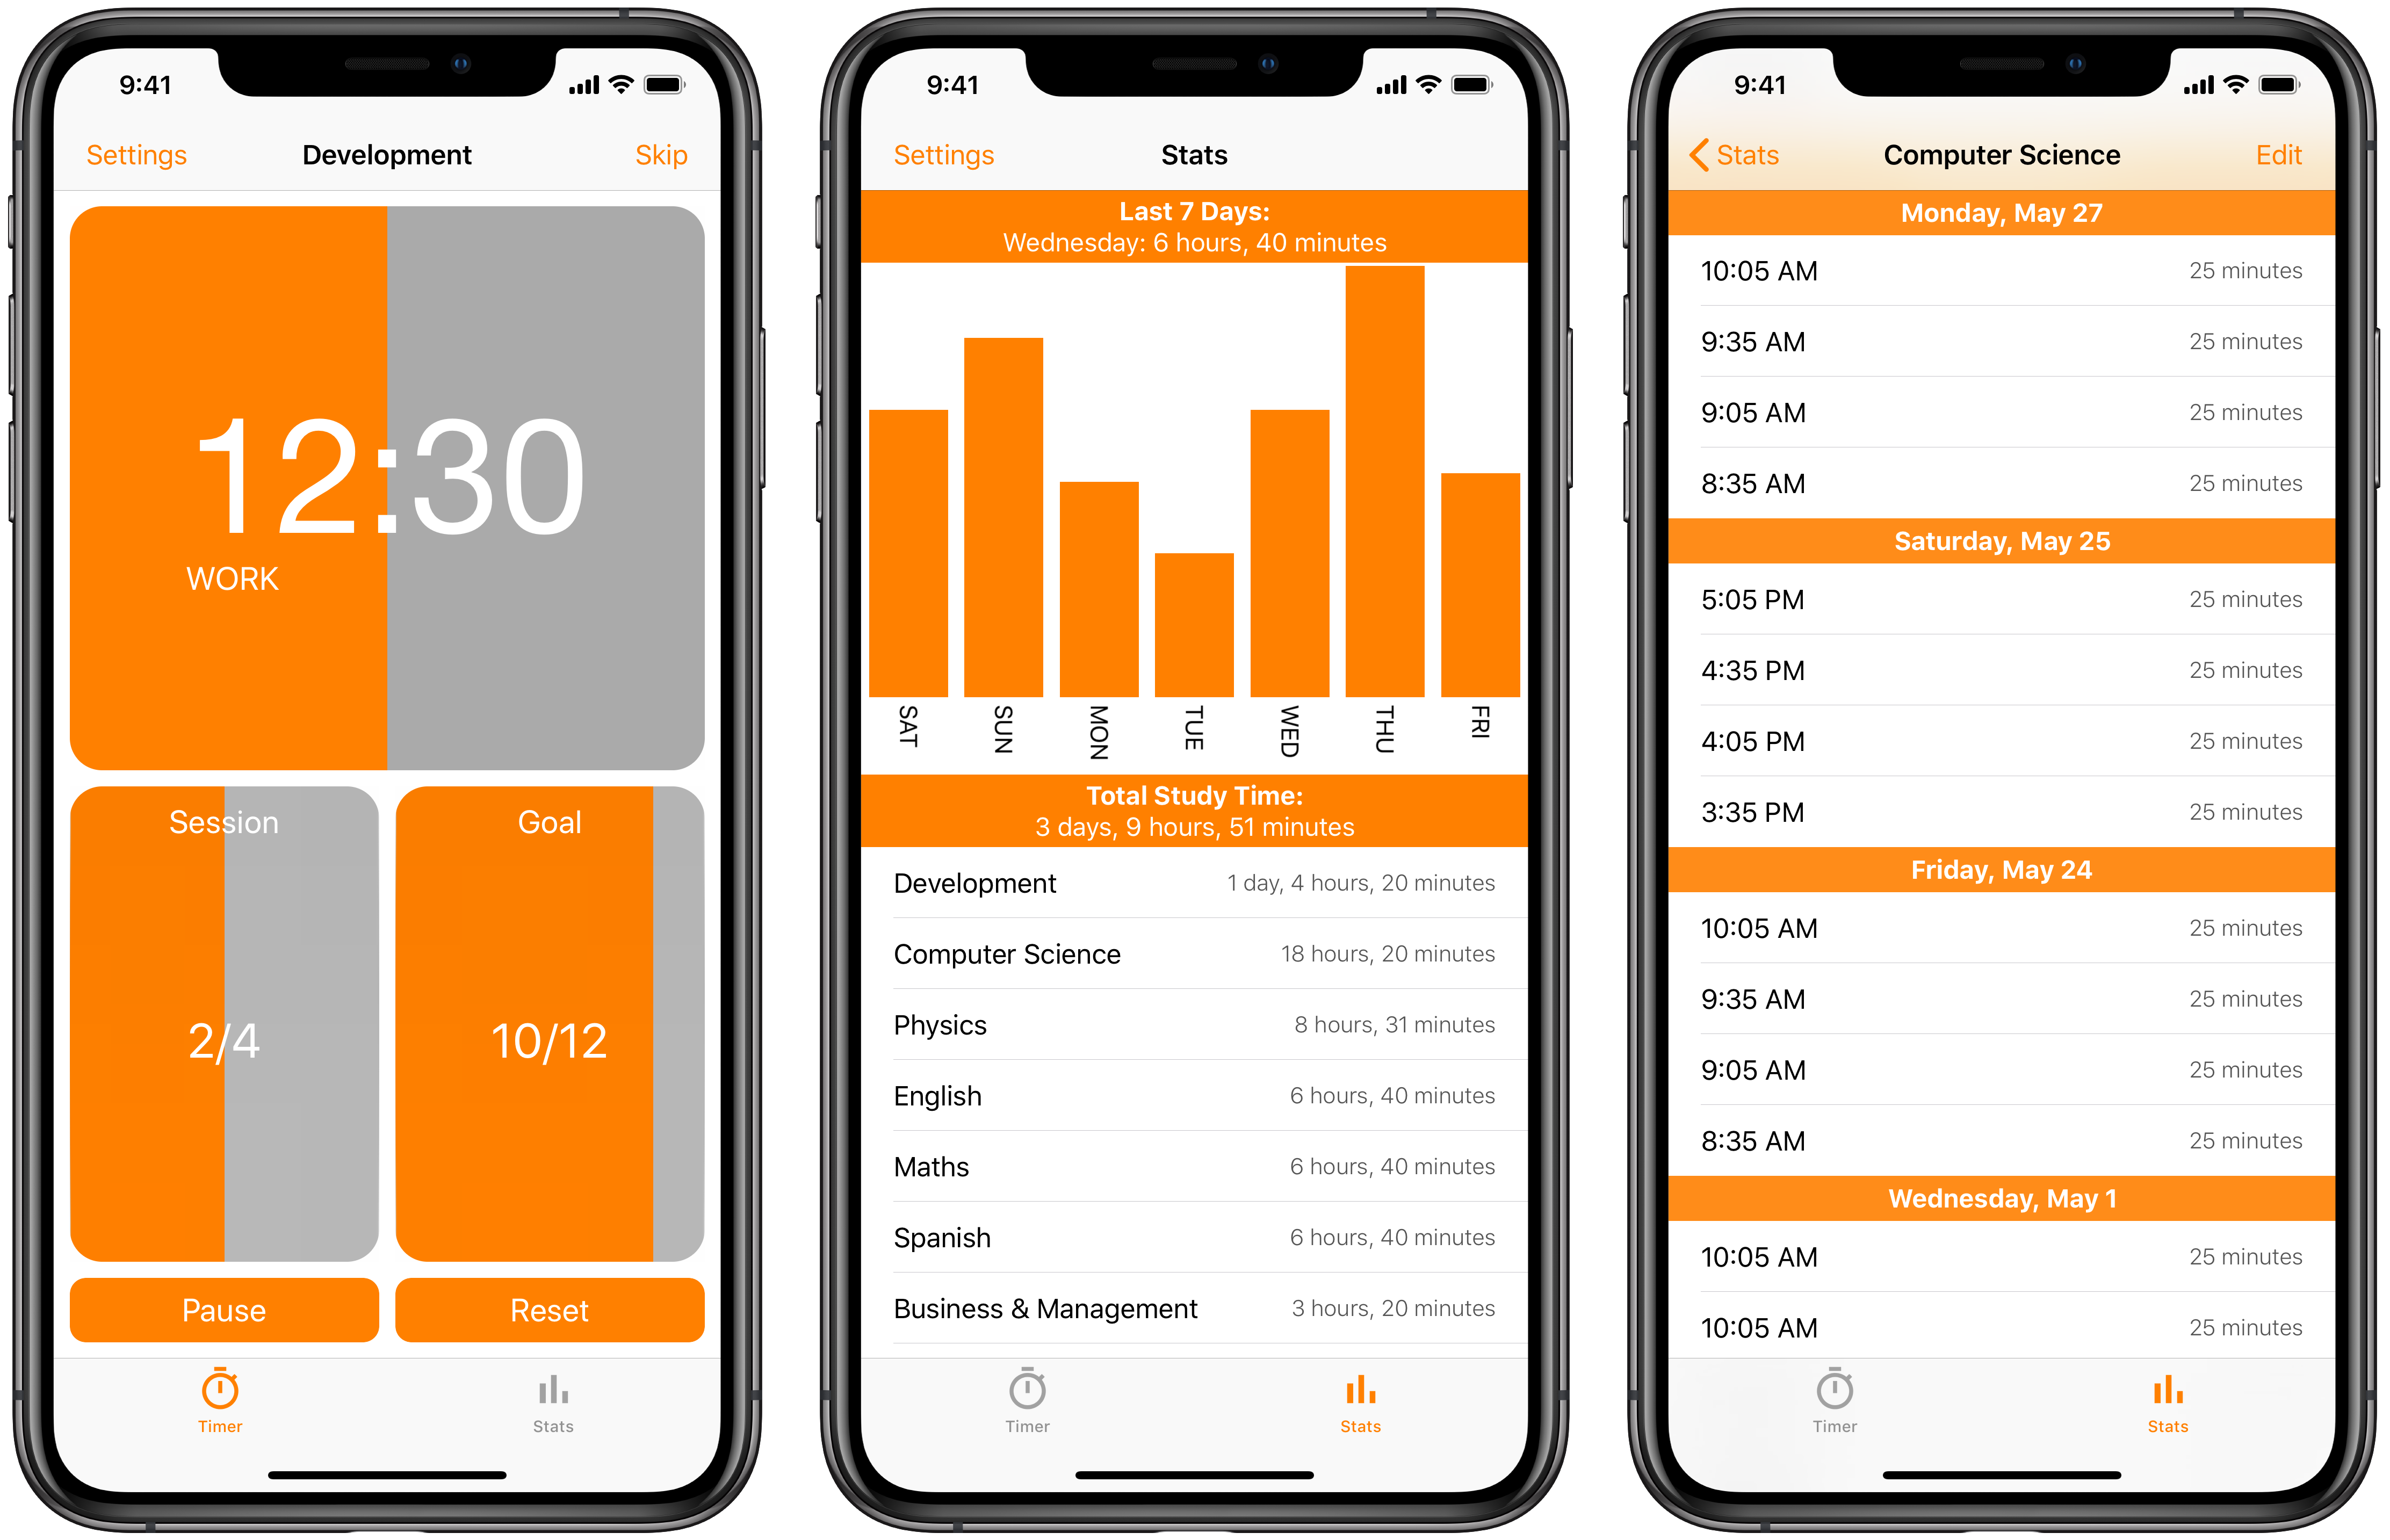 9:41
Settings
Development
Skip
12:30
WORK
Session
2/4
Goal
10/12
Pause
Reset
Timer
Stats
9:41
Settings
Stats
Last 7 Days:
Wednesday: 6 hours, 40 minutes
SAT
SUN
MON
TUE
WED
THU
FRI
Total Study Time:
3 days, 9 hours, 51 minutes
Development 1 day, 4 hours, 20 minutes
Computer Science 18 hours, 20 minutes
Physics 8 hours, 31 minutes
English 6 hours, 40 minutes
Maths 6 hours, 40 minutes
Spanish 6 hours, 40 minutes
Business & Management 3 hours, 20 minutes
Timer
Stats
9:41
Stats
Computer Science
Edit
Monday, May 27
10:05 AM 25 minutes
9:35 AM 25 minutes
9:05 AM 25 minutes
8:35 AM 25 minutes
Saturday, May 25
5:05 PM 25 minutes
4:35 PM 25 minutes
4:05 PM 25 minutes
3:35 PM 25 minutes
Friday, May 24
10:05 AM 25 minutes
9:35 AM 25 minutes
9:05 AM 25 minutes
8:35 AM 25 minutes
Wednesday, May 1
10:05 AM 25 minutes
10:05 AM 25 minutes
Timer
Stats